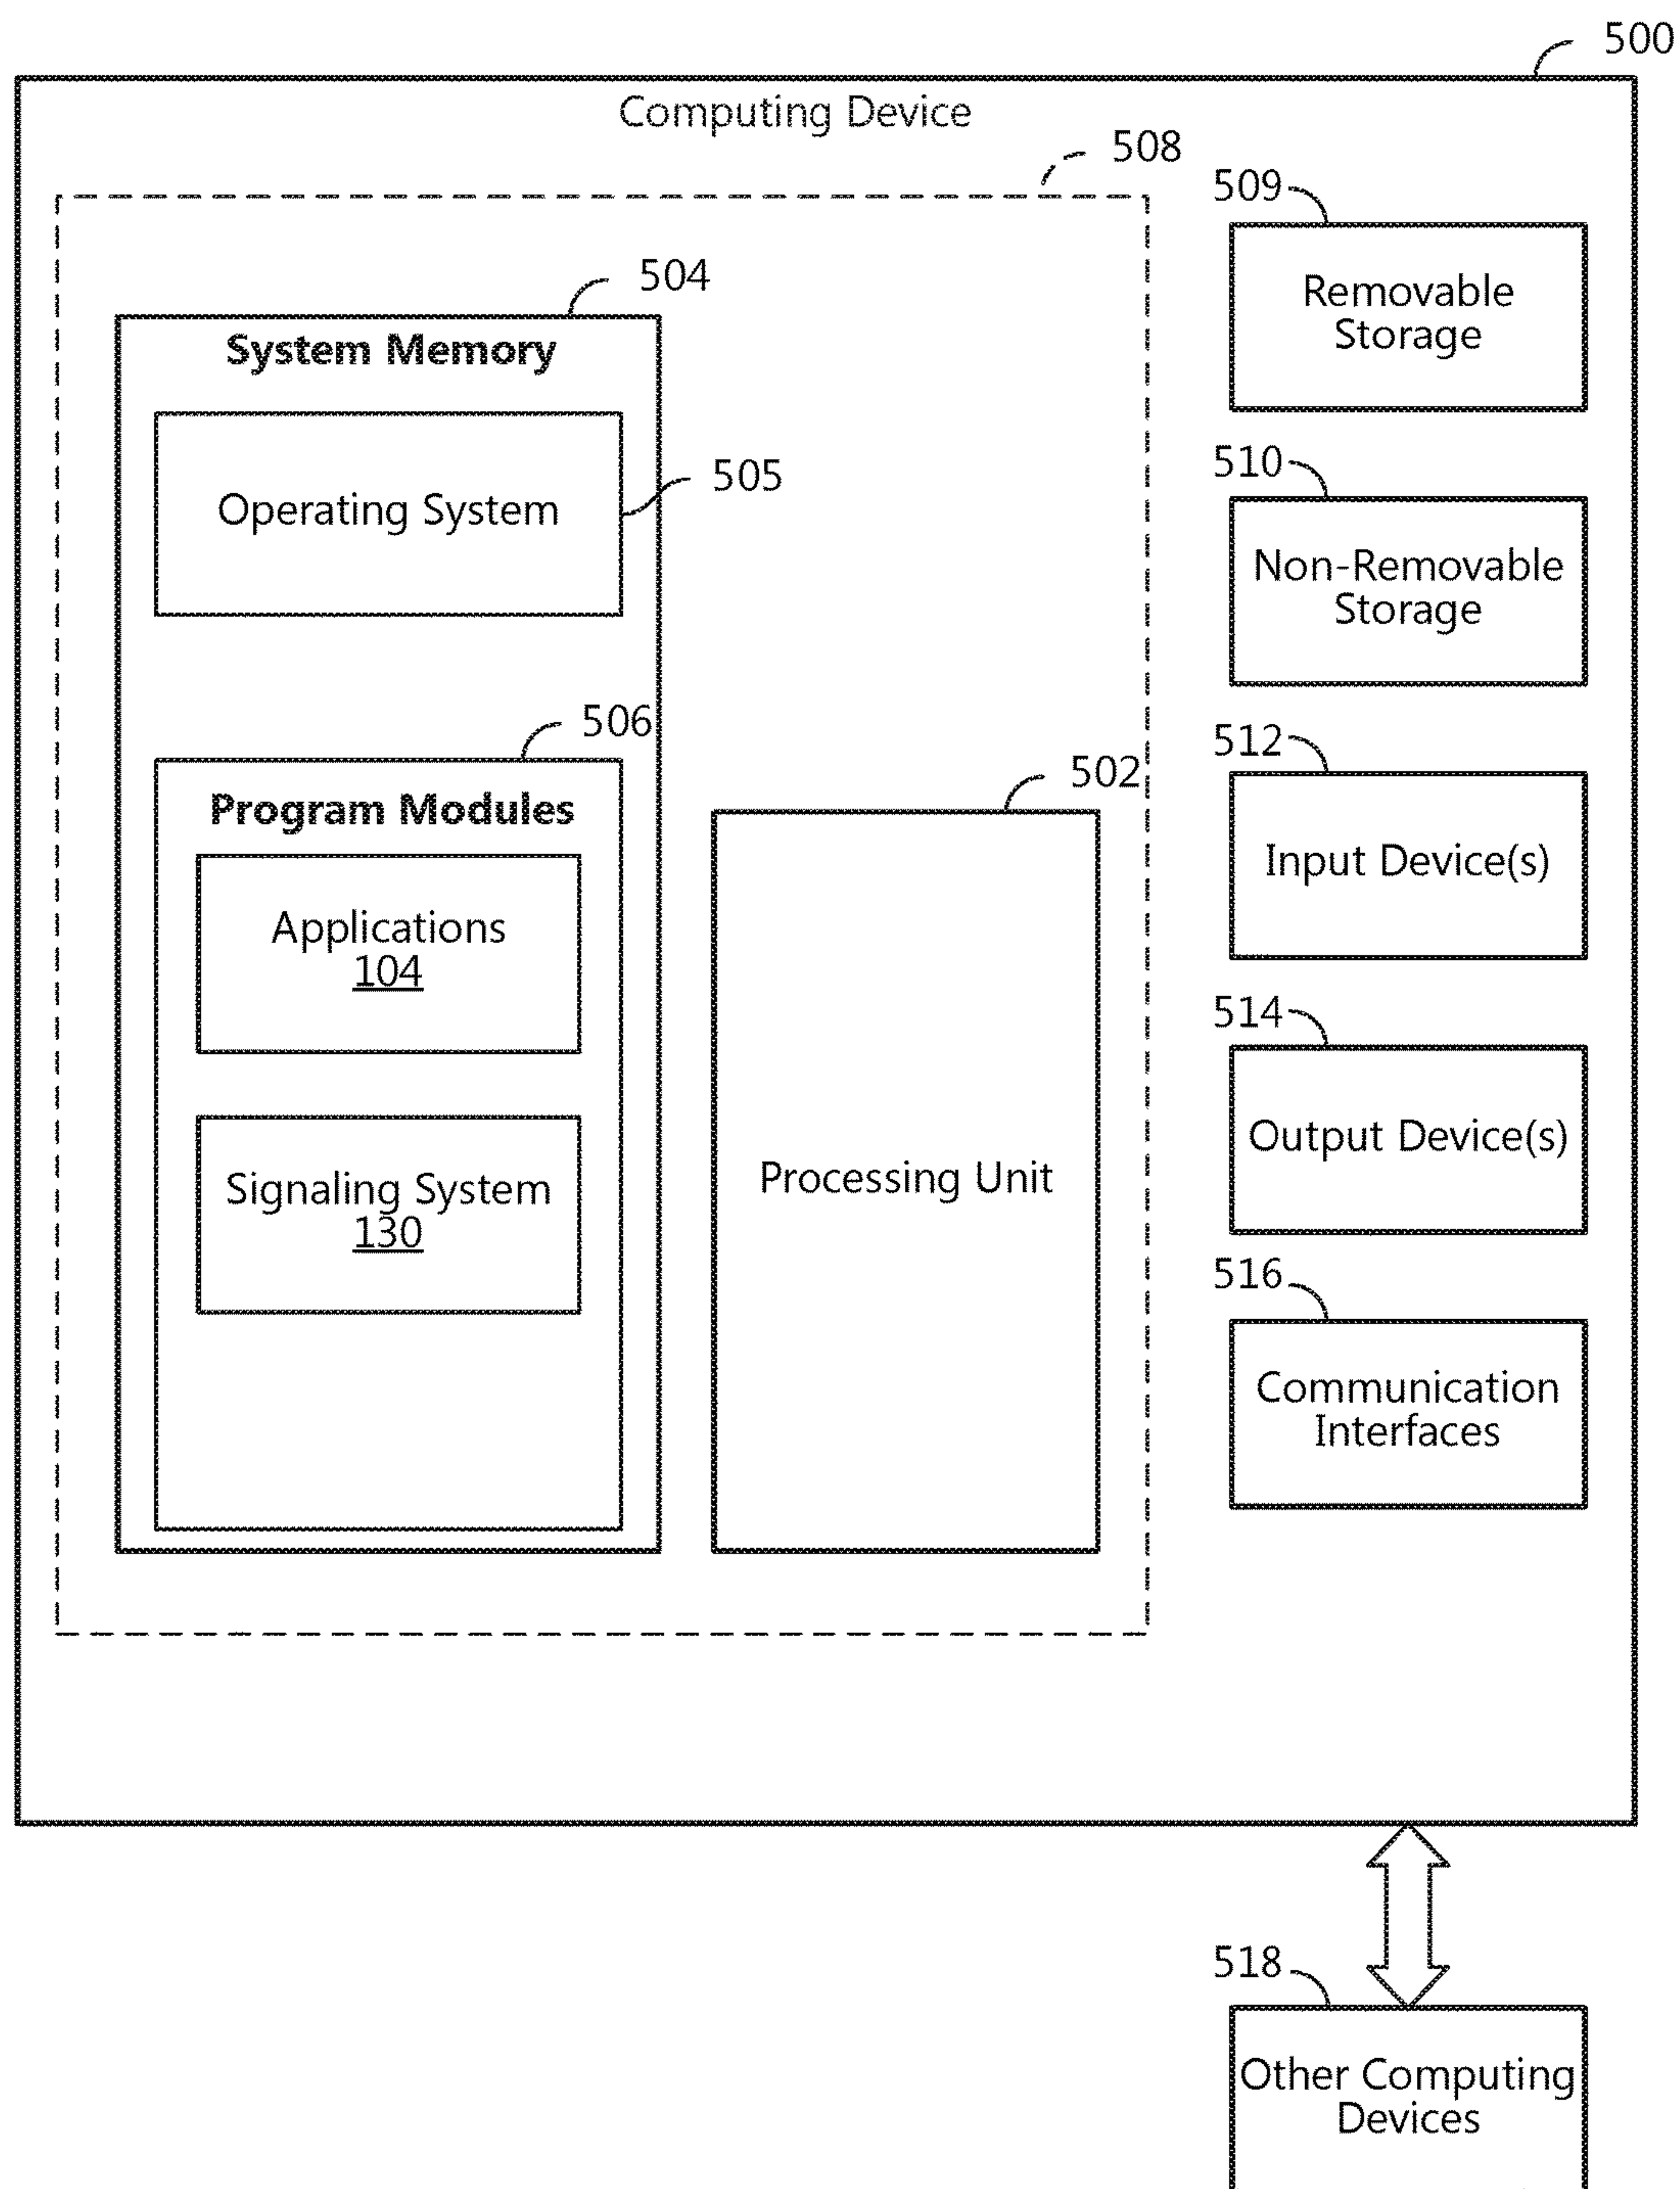 500
Computing Device
508
509
Removable
Storage
504
System Memory
Operating System
505
510
Non-Removable
Storage
506
Program Modules
502
512
Input Device(s)
Applications
104
514
Output Device(s)
Signaling System
130
Processing Unit
516
Communication
Interfaces
518
Other Computing
Devices